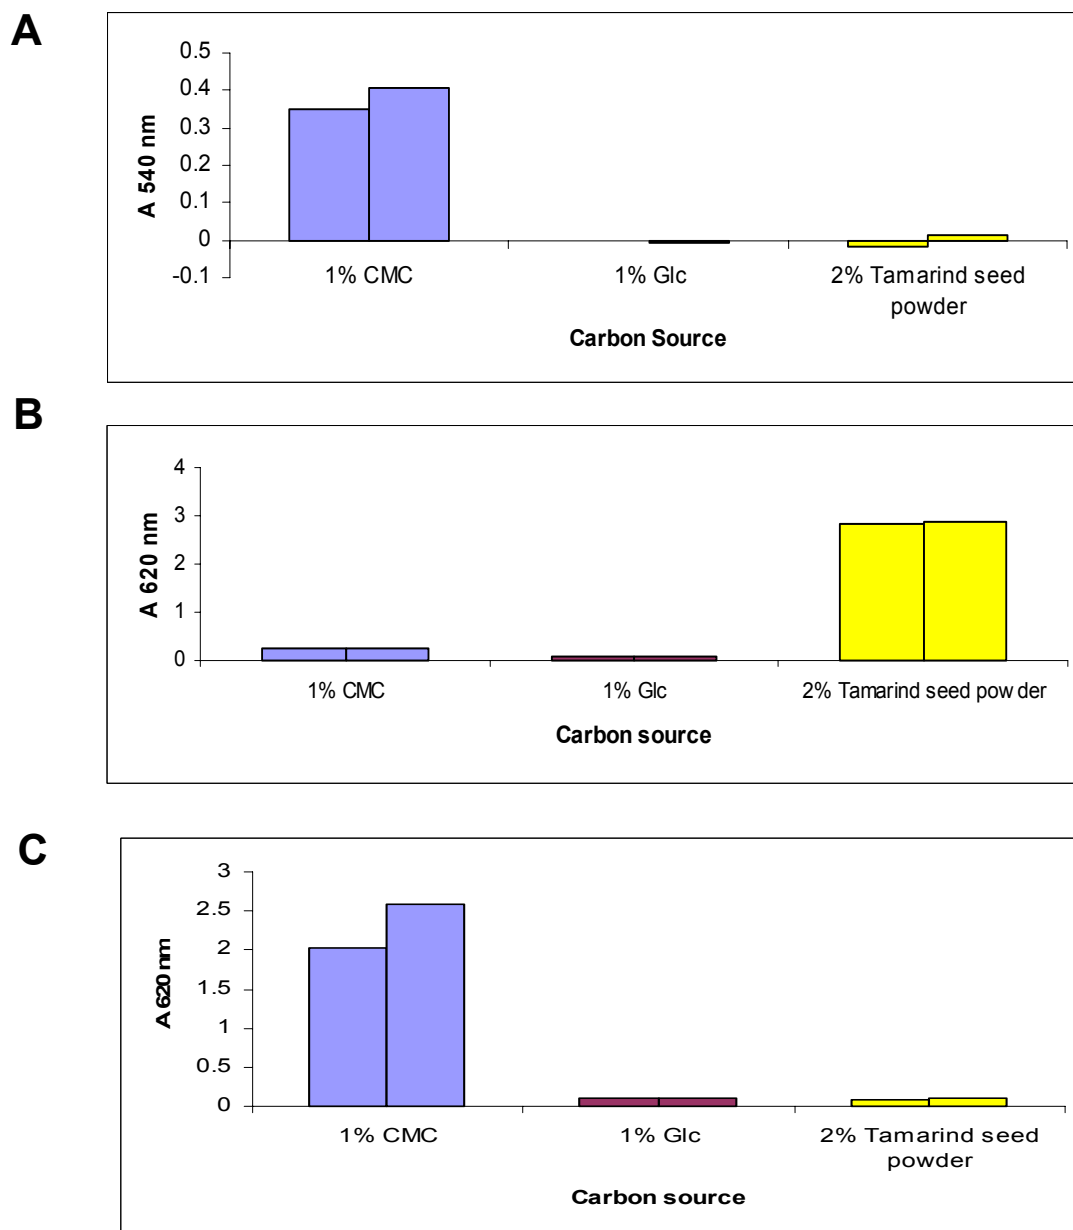 A
0.5
0.4
0.3
0.2
0.1
0
-0.1
A 540 nm
1% CMC
1% Glc
2% Tamarind seed
powder
Carbon Source
B
4
3
2
1
0
A 620 nm
1% CMC
1% Glc
2% Tamarind seed powder
Carbon source
C
3
2.5
2
1.5
1
0.5
0
A 620 nm
1% CMC
1% Glc
2% Tamarind seed
powder
Carbon source